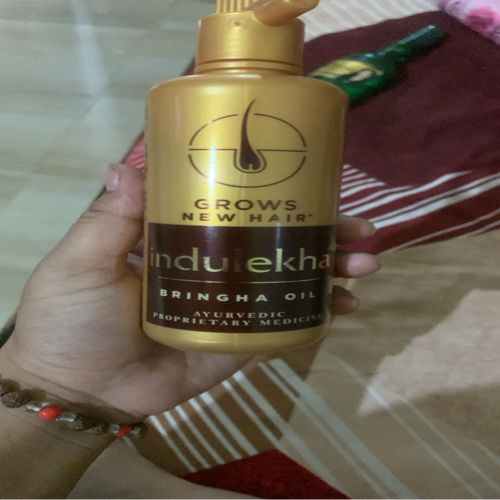 GROWS
NEW HAIR^
indulekha
BRINGHA OIL
AYURVEDIC
PROPRIETARY MEDICINE